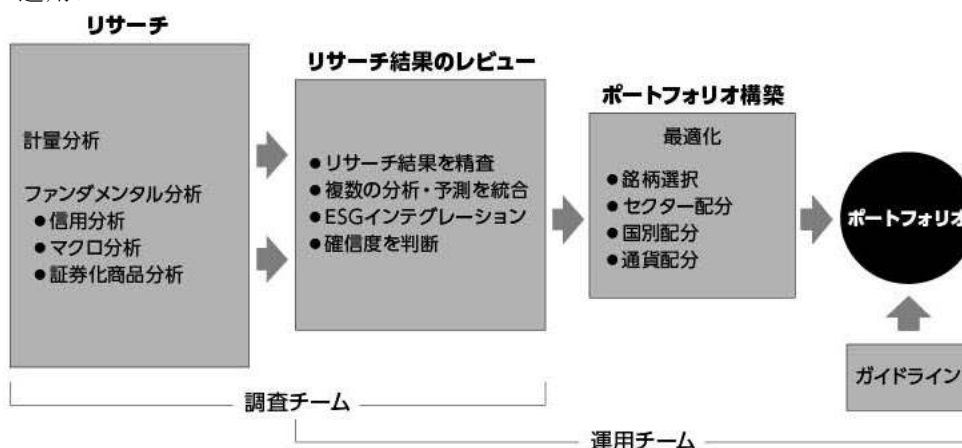 リサーチ
計量分析
ファンダメンタル分析
●信用分析
●マクロ分析
●証券化商品分析
リサーチ結果のレビュー
●リサーチ結果を精査
●複数の分析・予測を統合
●ESGインテグレーション
●確信度を判断
ポートフォリオ構築
最適化
●銘柄選択
●セクター配分
●国別配分
●通貨配分
ポートフォリオ
ガイドライン
調査チーム
運用チーム